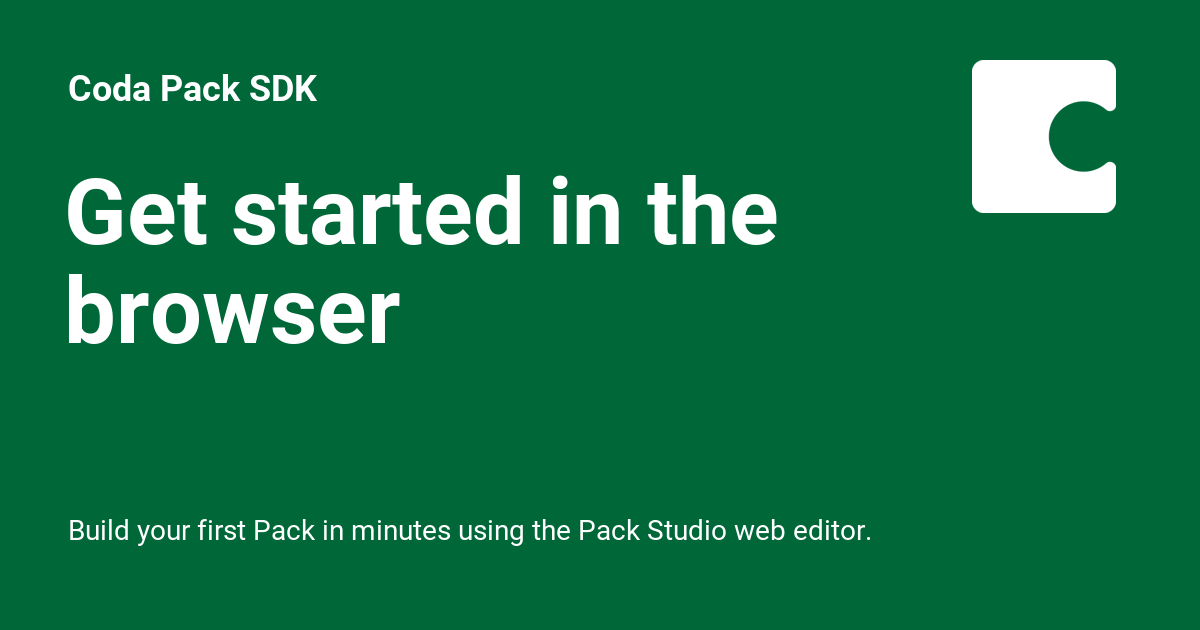 Coda Pack SDK
Get started in the
browser
Build your first Pack in minutes using the Pack Studio web editor.